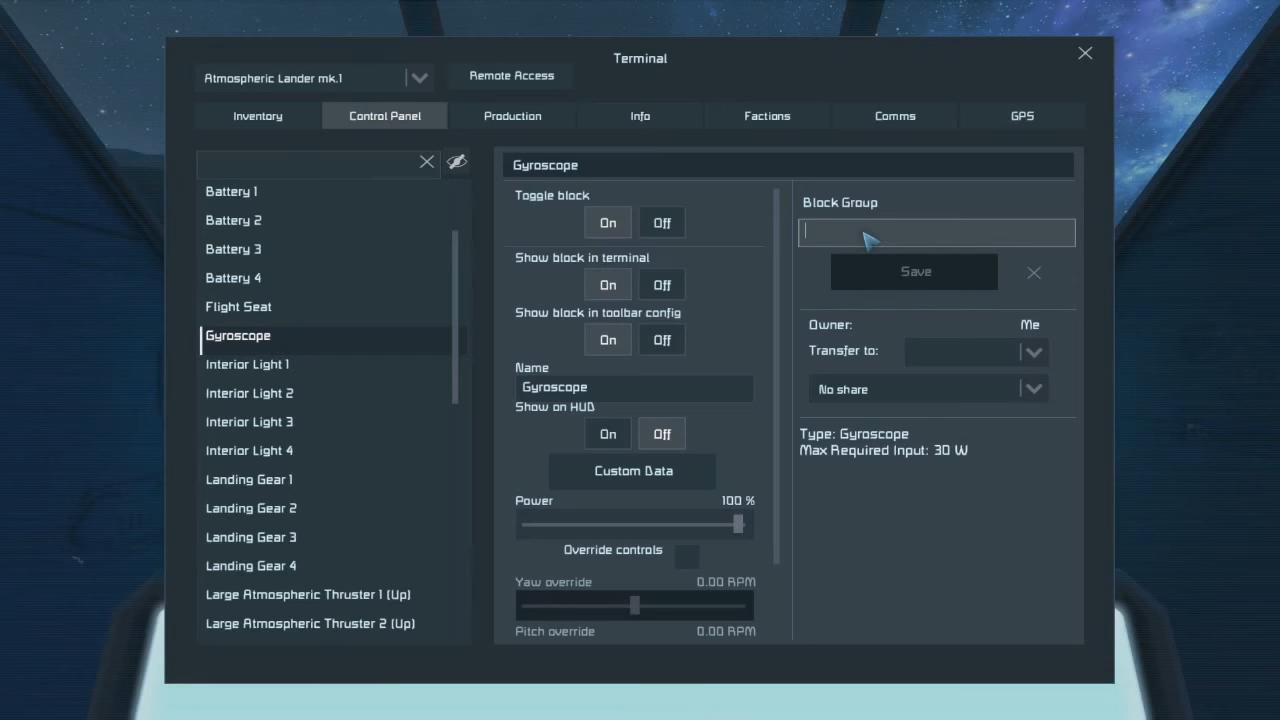 Terminal
Atmospheric Lander mk.1
Remote Access
Inventory
Control Panel
Production
Info
Factions
Comms
GPS
Battery 1
Battery 2
Battery 3
Battery 4
Flight Seat
Gyroscope
Interior Light 1
Interior Light 2
Interior Light 3
Interior Light 4
Landing Gear 1
Landing Gear 2
Landing Gear 3
Landing Gear 4
Large Atmospheric Thruster 1 (Up)
Large Atmospheric Thruster 2 (Up)
Gyroscope
Toggle block
On Off
Show block in terminal
On Off
Show block in toolbar config
On Off
Name
Gyroscope
Show on HUD
On Off
Custom Data
Power 100 %
Override controls
Yaw override 0.00 RPM
Pitch override 0.00 RPM
Block Group
Save
Owner: Me
Transfer to:
No share
Type: Gyroscope
Max Required Input: 30 W